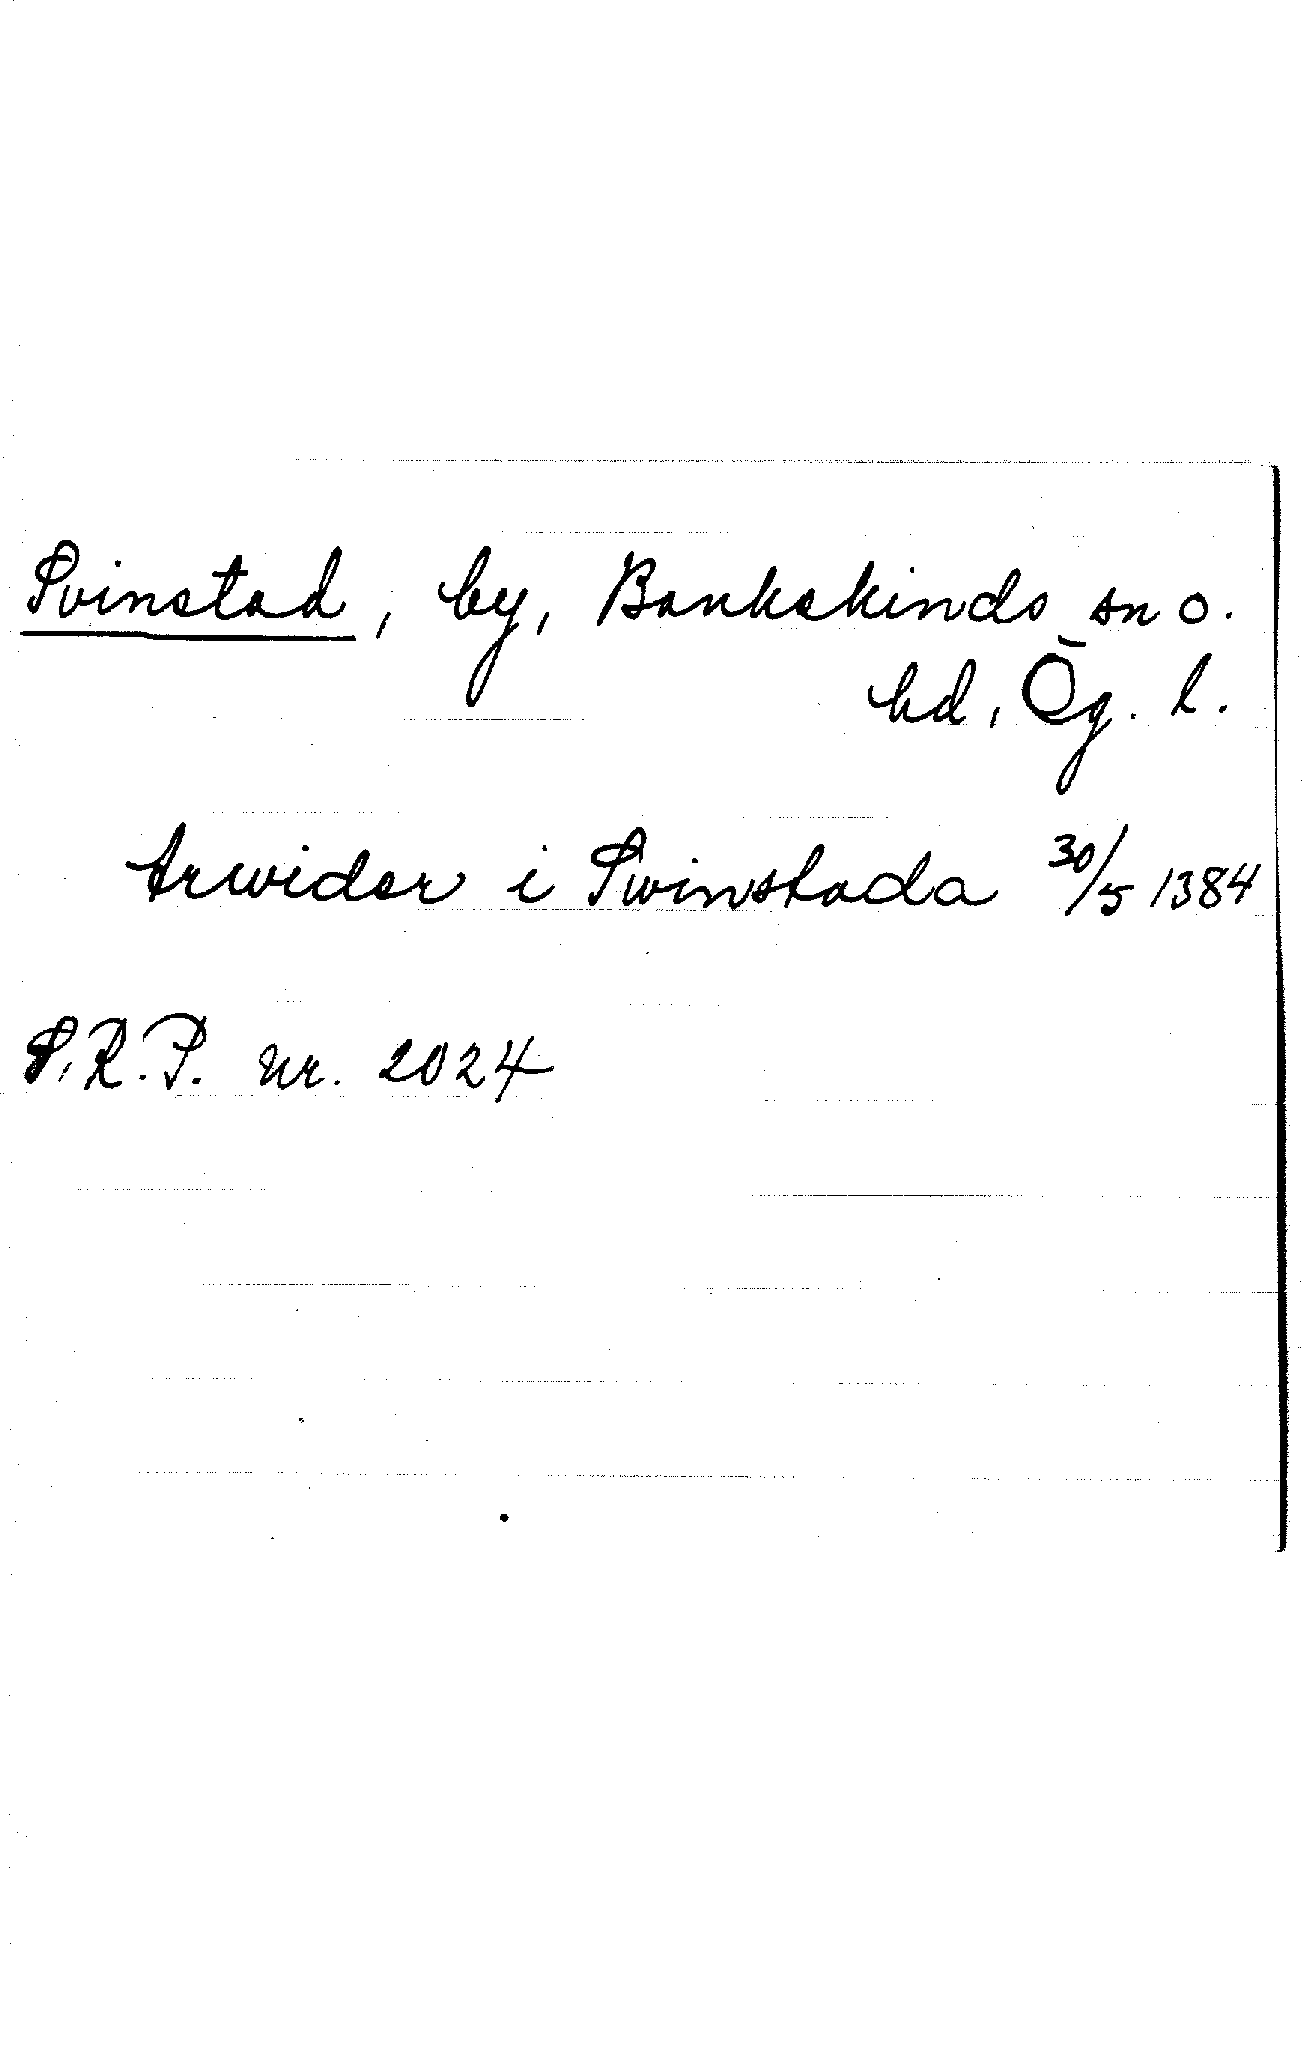 Svinstad, by, Bankekinds sn o.
hd, Ög. l.
Arwider i Swinstada 30/5 1384
S.R.P. nr. 2024